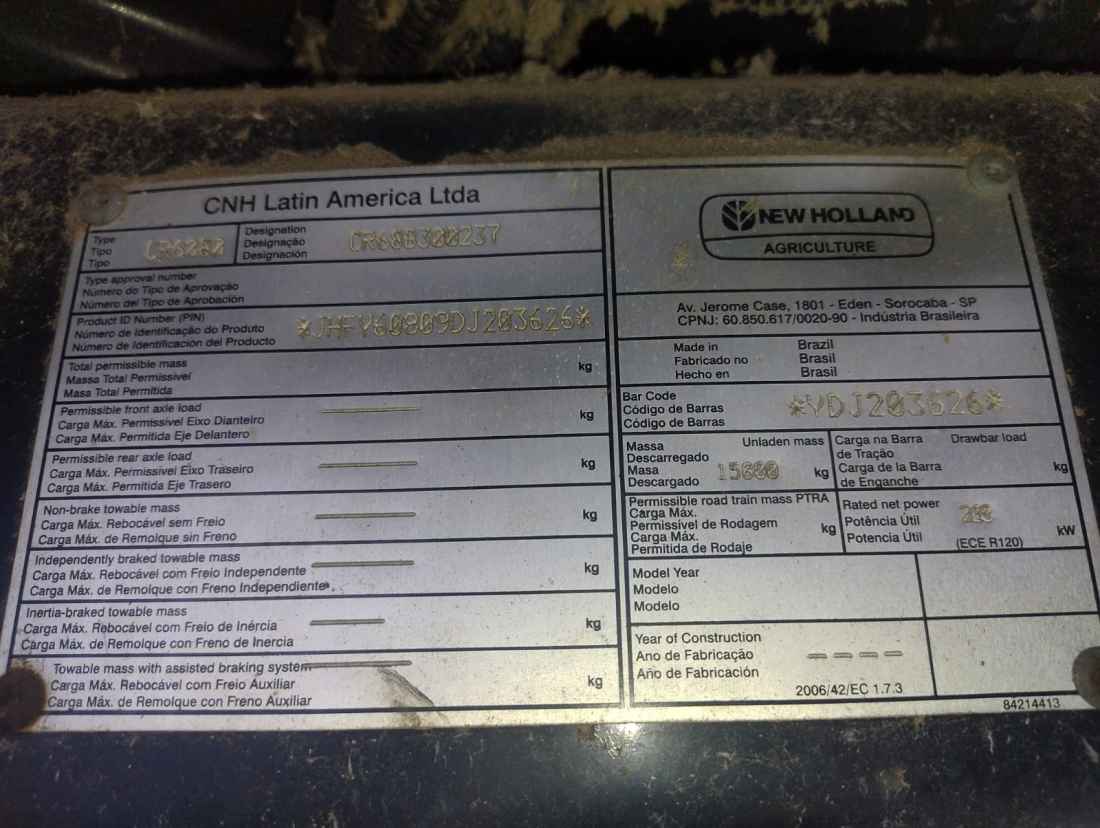 CNH Latin America Ltda
Type
Tipo
Tipo
CR6080
Designation
Designação
Designación
CR68B300237
Type approval number
Número do Tipo de Aprovação
Número del Tipo de Aprobación
Product ID Number (PIN)
Número de Identificação do Produto
Número de Identificación del Producto
*JHFY60809DJ203626*
Total permissible mass
Massa Total Permissível
Masa Total Permitida
kg
Permissible front axle load
Carga Máx. Permissível Eixo Dianteiro
Carga Máx. Permitida Eje Delantero
kg
Permissible rear axle load
Carga Máx. Permissível Eixo Traseiro
Carga Máx. Permitida Eje Trasero
kg
Non-brake towable mass
Carga Máx. Rebocável sem Freio
Carga Máx. de Remolque sin Freno
kg
Independently braked towable mass
Carga Máx. Rebocável com Freio Independente
Carga Máx. de Remolque con Freno Independiente
kg
Inertia-braked towable mass
Carga Máx. Rebocável com Freio de Inércia
Carga Máx. de Remolque con Freno de Inercia
kg
Towable mass with assisted braking system
Carga Máx. Rebocável com Freio Auxiliar
Carga Máx. de Remolque con Freno Auxiliar
kg
NEW HOLLAND
AGRICULTURE
*
Av. Jerome Case, 1801 - Eden - Sorocaba - SP
CPNJ: 60.850.617/0020-90 - Indústria Brasileira
Made in Brazil
Fabricado no Brasil
Hecho en Brasil
Bar Code
Código de Barras
Código de Barras
*YDJ203626*
Massa Unladen mass
Descarregado
Masa
Descargado
15000 kg
Carga na Barra Drawbar load
de Tração
Carga de la Barra
de Enganche
kg
Permissible road train mass PTRA
Carga Máx.
Permissível de Rodagem
Carga Máx.
Permitida de Rodaje
kg
Rated net power
Potência Útil
Potencia Útil
(ECE R120)
kW
Model Year
Modelo
Modelo
Year of Construction
Ano de Fabricação
Año de Fabricación
----
2006/42/EC 1.7.3
84214413